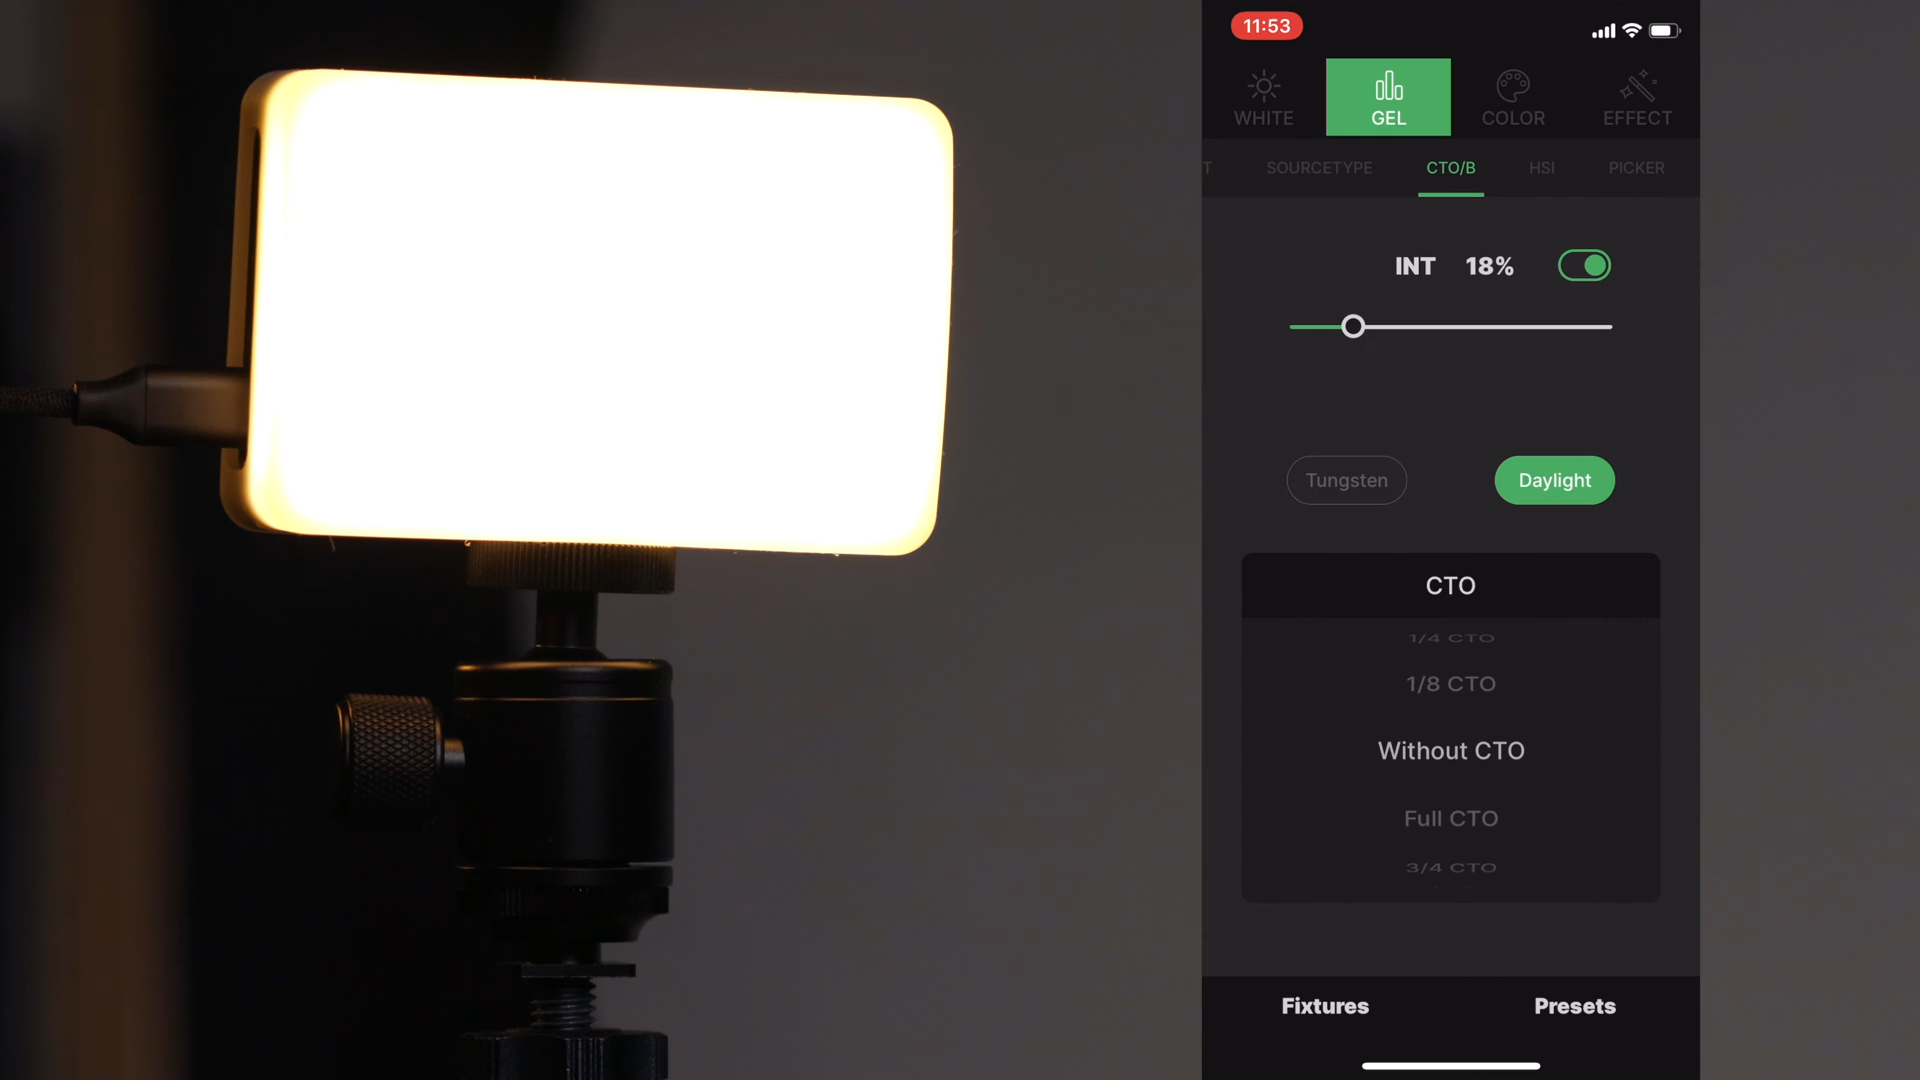 11:53
WHITE GEL COLOR EFFECT
T SOURCETYPE CTO/B HSI PICKER
INT 18%
Tungsten Daylight
CTO
1/4 CTO
1/8 CTO
Without CTO
Full CTO
3/4 CTO
Fixtures Presets